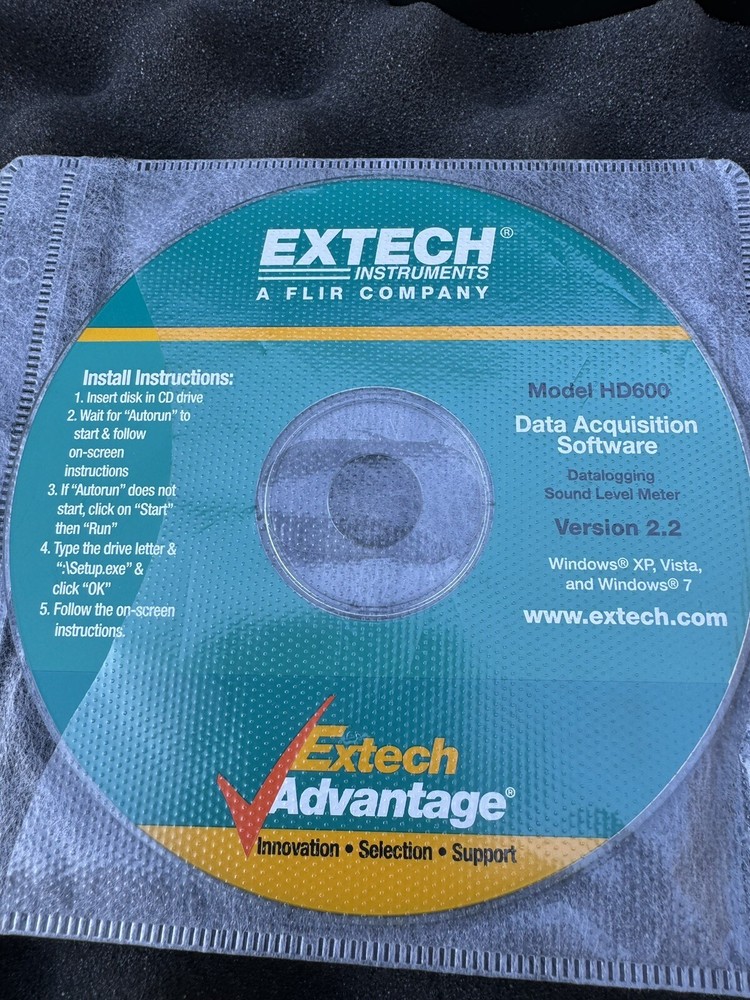 EXTECH®
INSTRUMENTS
A FLIR COMPANY
Install Instructions:
1. Insert disk in CD drive
2. Wait for “Autorun” to
start & follow
on-screen
instructions
3. If “Autorun” does not
start, click on “Start”
then “Run”
4. Type the drive letter &
“:\Setup.exe” &
click “OK”
5. Follow the on-screen
instructions.
Model HD600
Data Acquisition
Software
Datalogging
Sound Level Meter
Version 2.2
Windows® XP, Vista,
and Windows® 7
www.extech.com
Extech
Advantage®
Innovation • Selection • Support